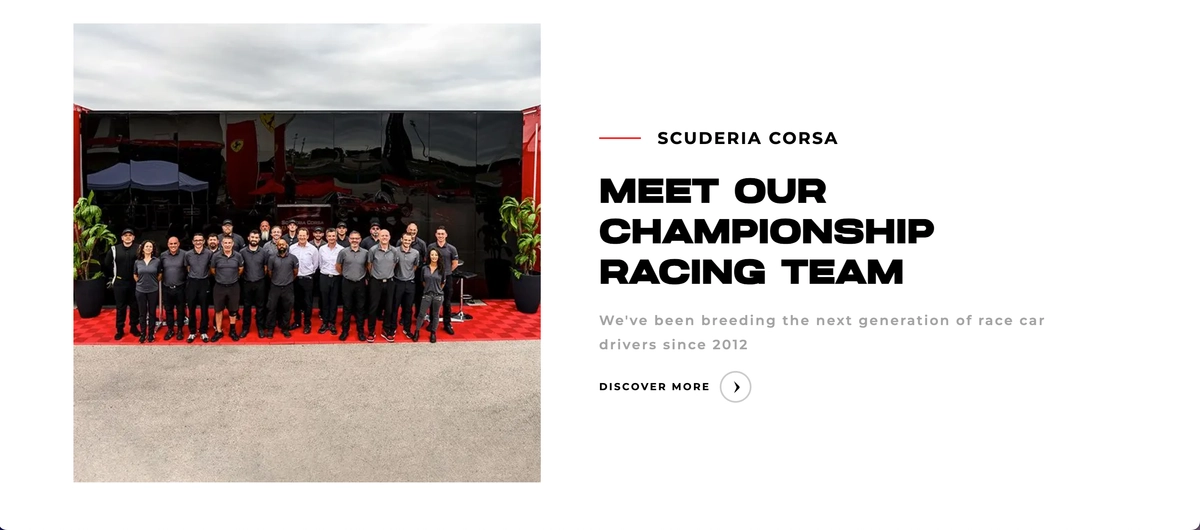 SCUDERIA CORSA
MEET OUR
CHAMPIONSHIP
RACING TEAM
We've been breeding the next generation of race car
drivers since 2012
DISCOVER MORE